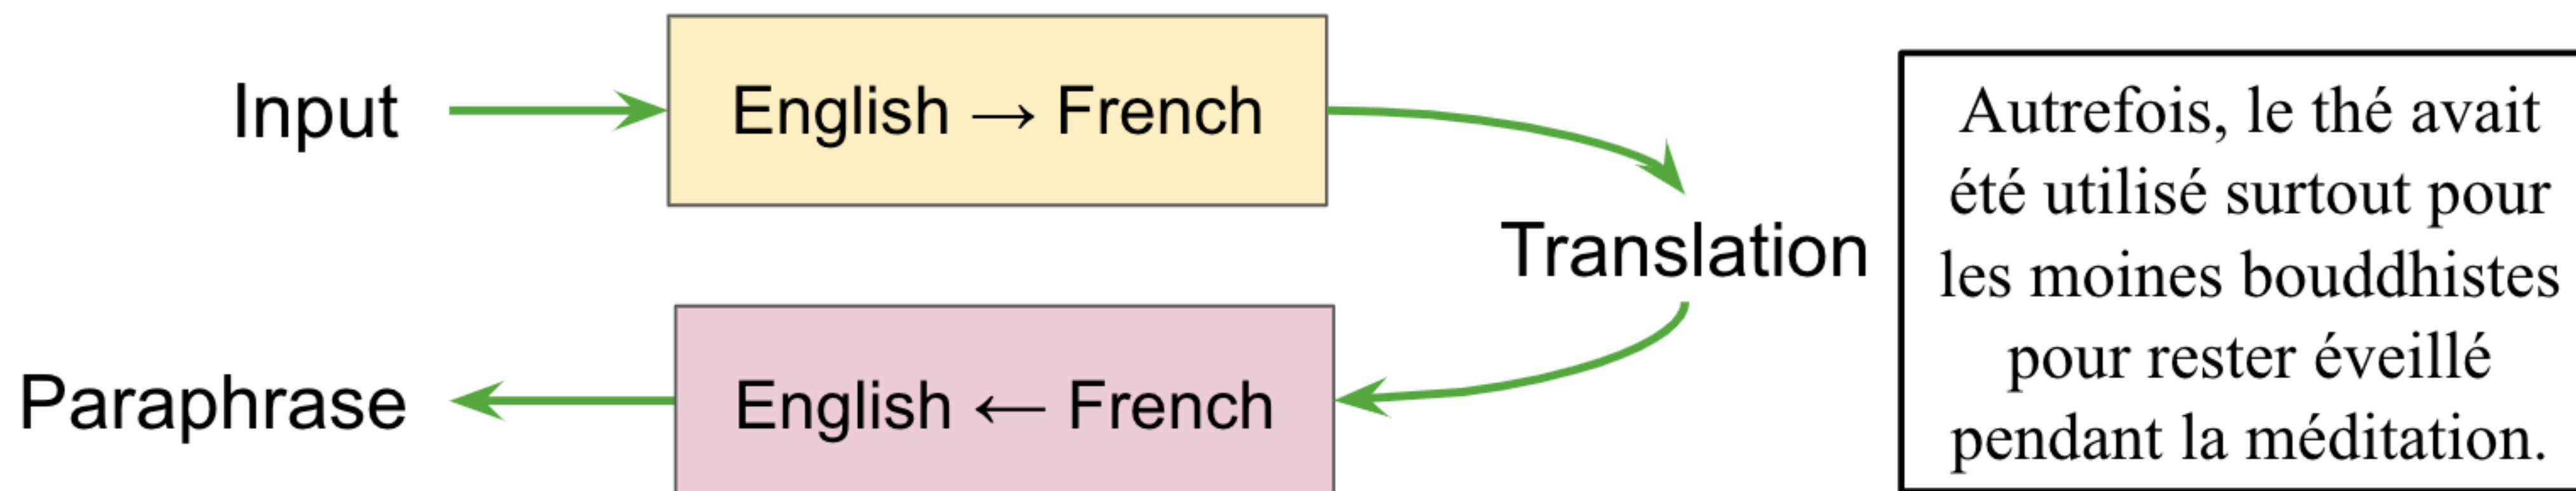 Input
English → French
Translation
English ← French
Paraphrase
Autrefois, le thé avait
été utilisé surtout pour
les moines bouddhistes
pour rester éveillé
pendant la méditation.